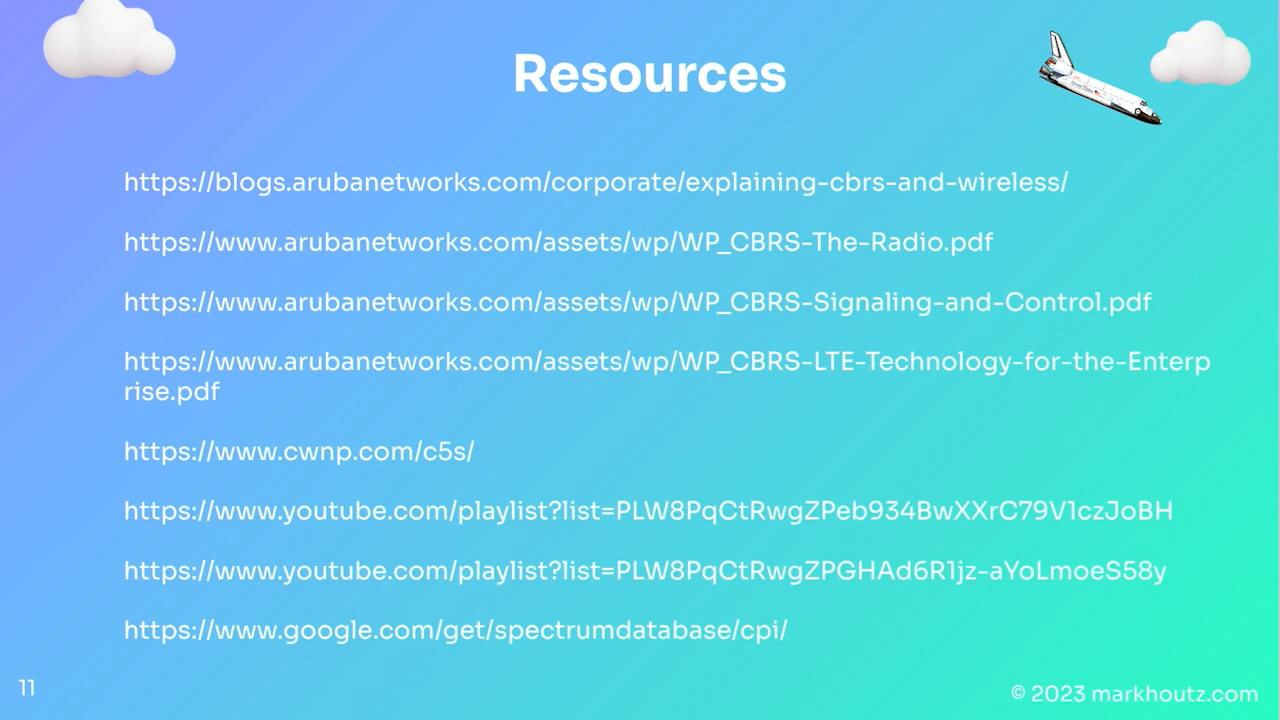 Resources
https://blogs.arubanetworks.com/corporate/explaining-cbrs-and-wireless/
https://www.arubanetworks.com/assets/wp/WP_CBRS-The-Radio.pdf
https://www.arubanetworks.com/assets/wp/WP_CBRS-Signaling-and-Control.pdf
https://www.arubanetworks.com/assets/wp/WP_CBRS-LTE-Technology-for-the-Enterp
rise.pdf
https://www.cwnp.com/c5s/
https://www.youtube.com/playlist?list=PLW8PqCtRwgZPeb934BwXXrC79V1czJoBH
https://www.youtube.com/playlist?list=PLW8PqCtRwgZPGHAd6R1jz-aYoLmoeS58y
https://www.google.com/get/spectrumdatabase/cpi/
11
© 2023 markhoutz.com